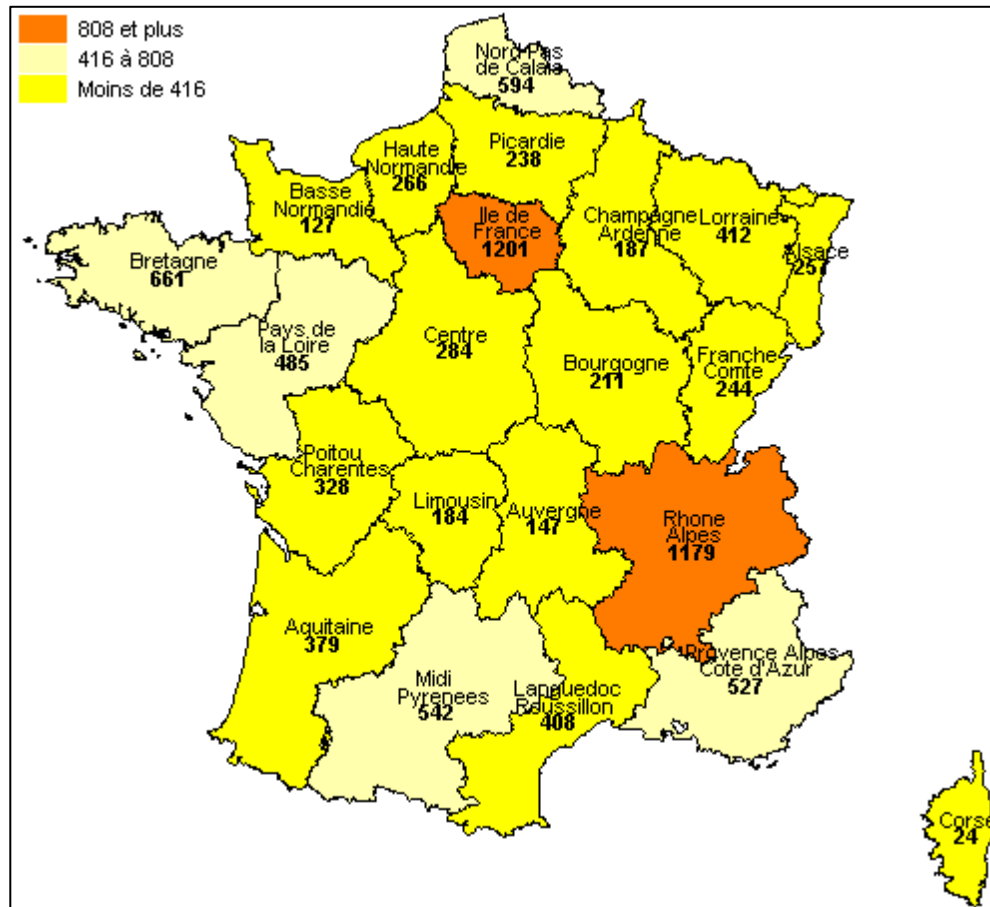 808 et plus
416 à 808
Moins de 416
Nord Pas
de Calais
594
Picardie
238
Haute
Normandie
266
Basse
Normandie
127
Ile de
France
1201
Champagne
Ardenne
187
Lorraine
412
Alsace
257
Bretagne
661
Pays de
la Loire
485
Centre
284
Bourgogne
211
Franche
Comte
244
Poitou
Charentes
328
Limousin
184
Auvergne
147
Rhone
Alpes
1179
Aquitaine
379
Midi
Pyrenees
542
Languedoc
Roussillon
408
Provence Alpes
Cote d'Azur
527
Corse
24